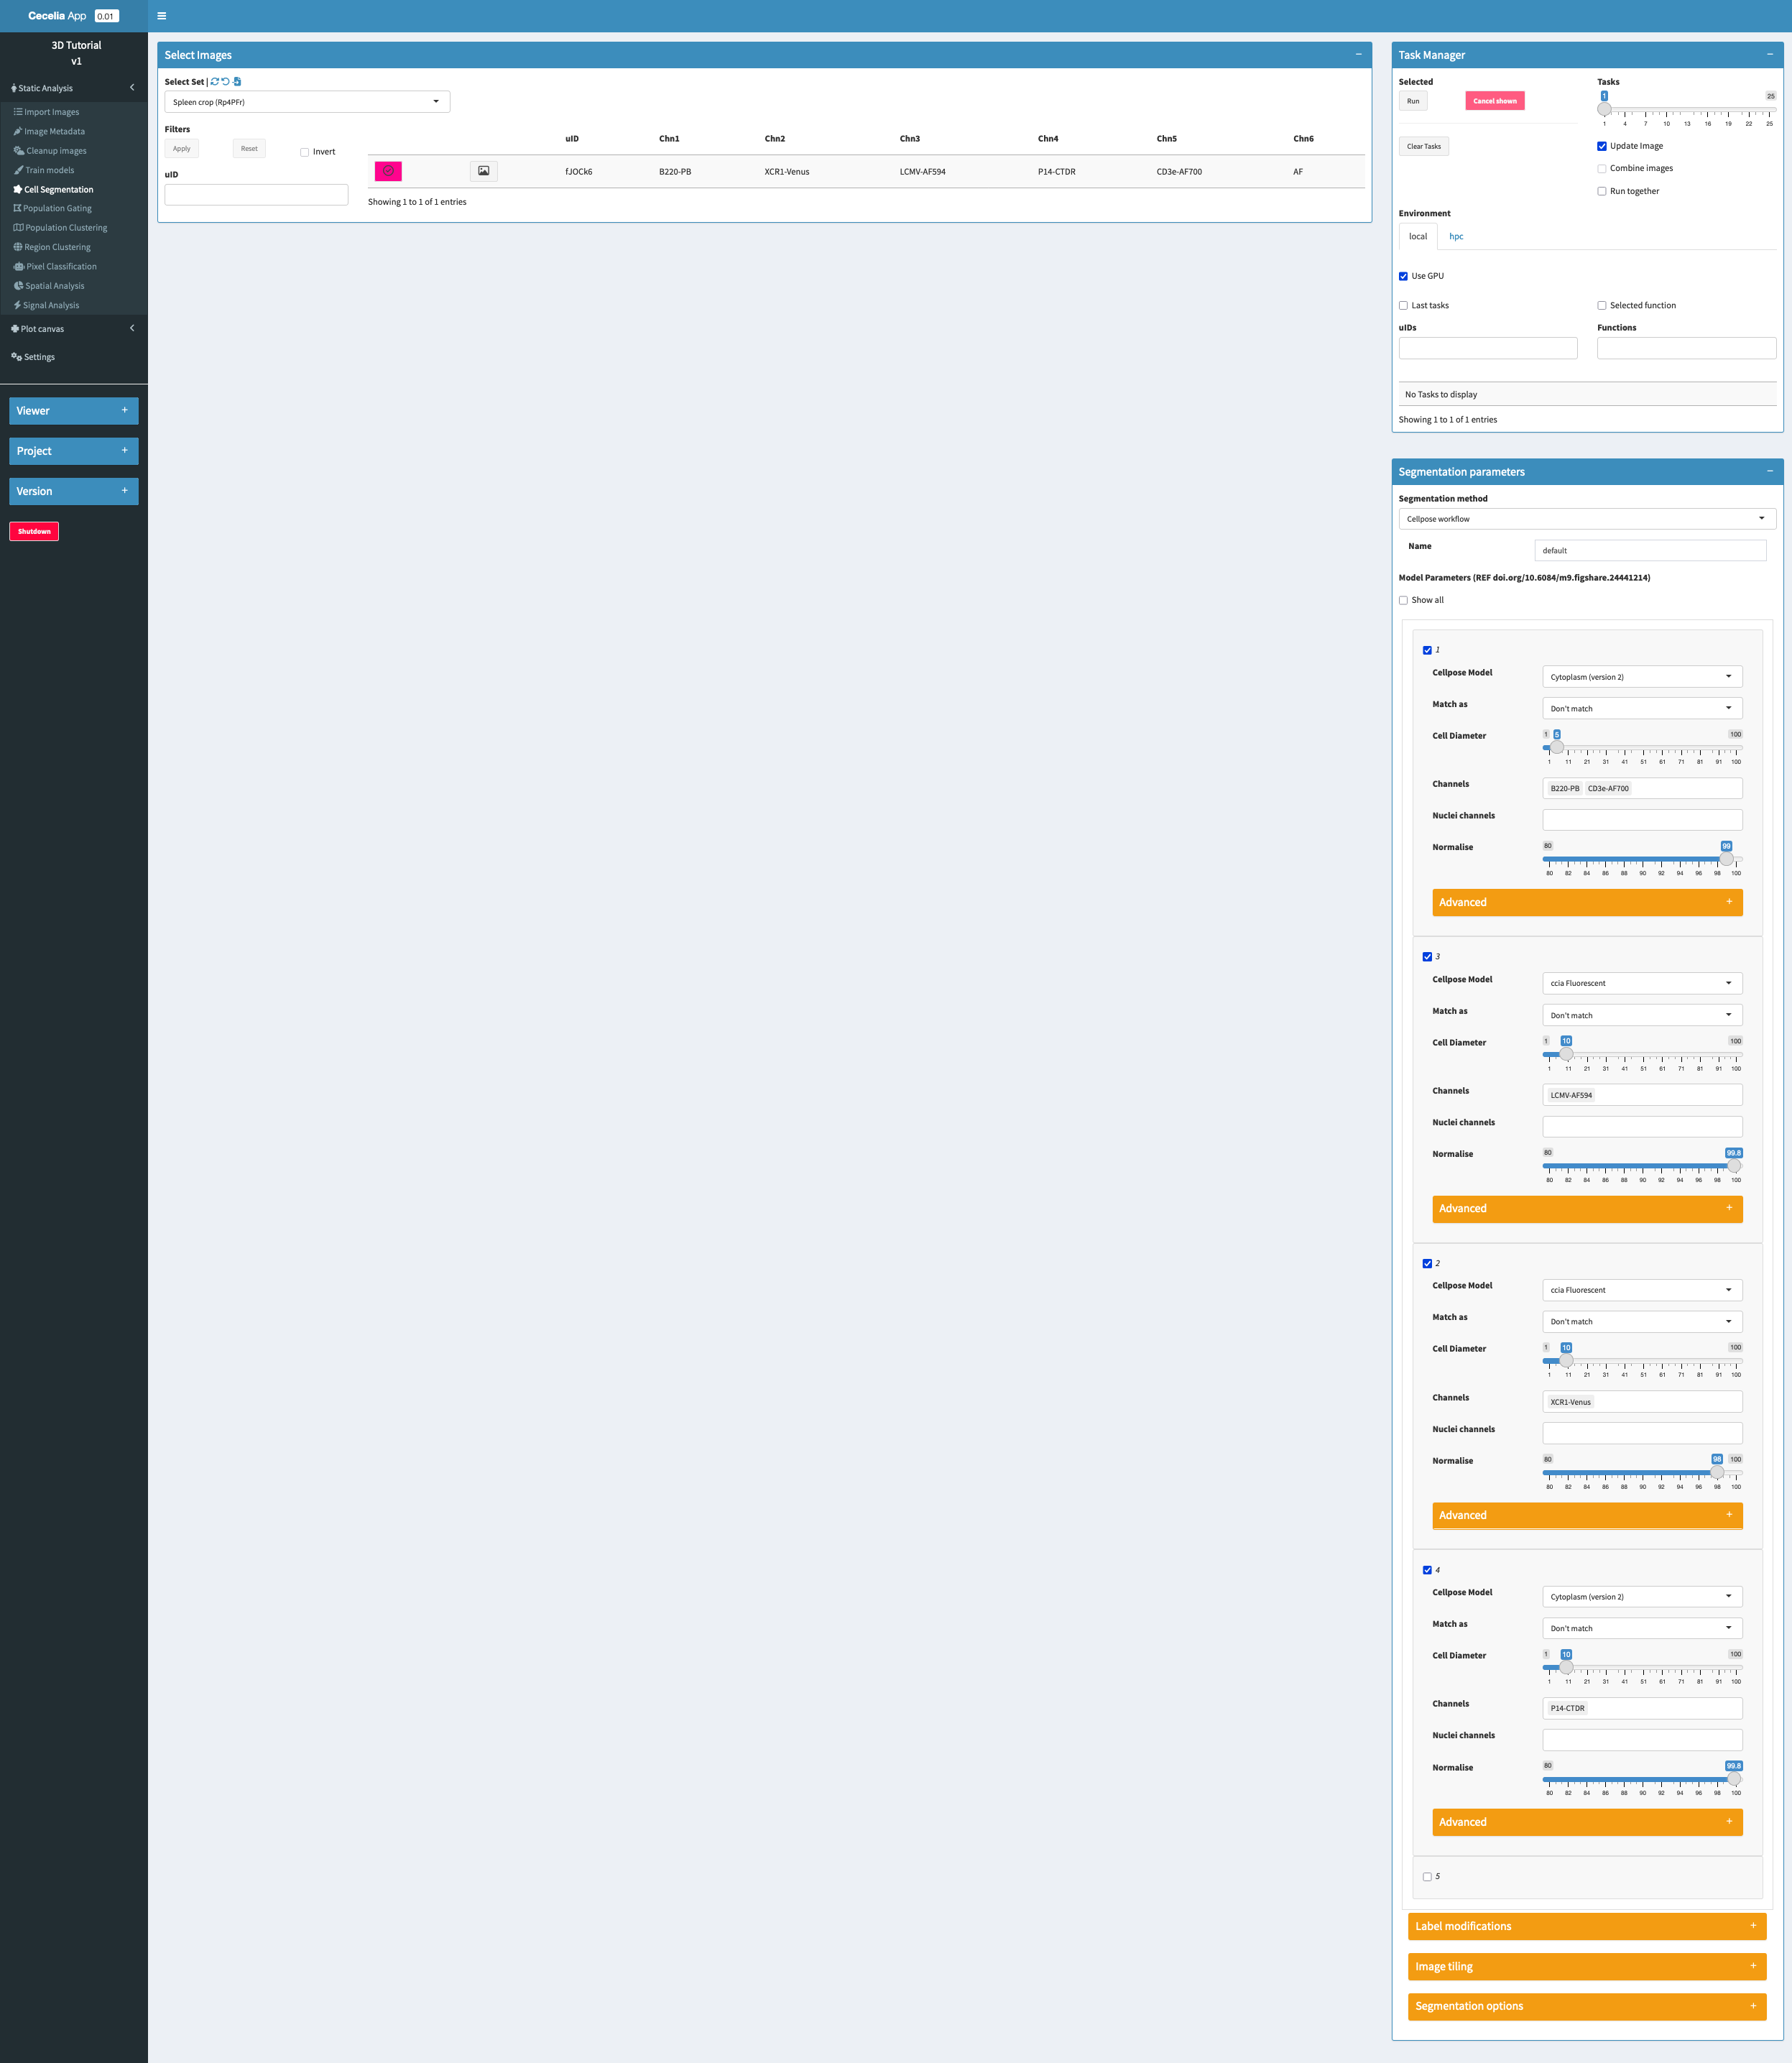 Cecelia App 0.01
3D Tutorial
v1
Static Analysis
Import Images
Image Metadata
Cleanup images
Train models
Cell Segmentation
Population Gating
Population Clustering
Region Clustering
Pixel Classification
Spatial Analysis
Signal Analysis
Plot canvas
Settings
Viewer +
Project +
Version +
Shutdown
Select Images −
Select Set |
Spleen crop (Rp4PFr)
Filters
Apply Reset Invert
uID
uID Chn1 Chn2 Chn3 Chn4 Chn5 Chn6
fJOCk6 B220-PB XCR1-Venus LCMV-AF594 P14-CTDR CD3e-AF700 AF
Showing 1 to 1 of 1 entries
Task Manager −
Selected Tasks
Run Cancel shown
1 25
1 4 7 10 13 16 19 22 25
Clear Tasks
Update Image
Combine images
Run together
Environment
local hpc
Use GPU
Last tasks Selected function
uIDs Functions
No Tasks to display
Showing 1 to 1 of 1 entries
Segmentation parameters −
Segmentation method
Cellpose workflow
Name default
Model Parameters (REF doi.org/10.6084/m9.figshare.24441214)
Show all
1
Cellpose Model Cytoplasm (version 2)
Match as Don't match
Cell Diameter 1 5 100
1 11 21 31 41 51 61 71 81 91 100
Channels B220-PB CD3e-AF700
Nuclei channels
Normalise 80 99
80 82 84 86 88 90 92 94 96 98 100
Advanced +
3
Cellpose Model ccia Fluorescent
Match as Don't match
Cell Diameter 1 10 100
1 11 21 31 41 51 61 71 81 91 100
Channels LCMV-AF594
Nuclei channels
Normalise 80 99.8
80 82 84 86 88 90 92 94 96 98 100
Advanced +
2
Cellpose Model ccia Fluorescent
Match as Don't match
Cell Diameter 1 10 100
1 11 21 31 41 51 61 71 81 91 100
Channels XCR1-Venus
Nuclei channels
Normalise 80 98 100
80 82 84 86 88 90 92 94 96 98 100
Advanced +
4
Cellpose Model Cytoplasm (version 2)
Match as Don't match
Cell Diameter 1 10 100
1 11 21 31 41 51 61 71 81 91 100
Channels P14-CTDR
Nuclei channels
Normalise 80 99.8
80 82 84 86 88 90 92 94 96 98 100
Advanced +
5
Label modifications +
Image tiling +
Segmentation options +